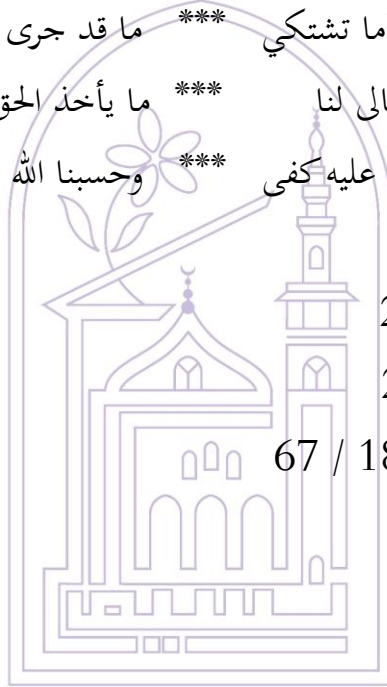 ما تشتكي *** ما قد جرى
الى لنا *** ما يأخذ الحق
عليه كفى *** وحسبنا الله
2
2
67 / 18